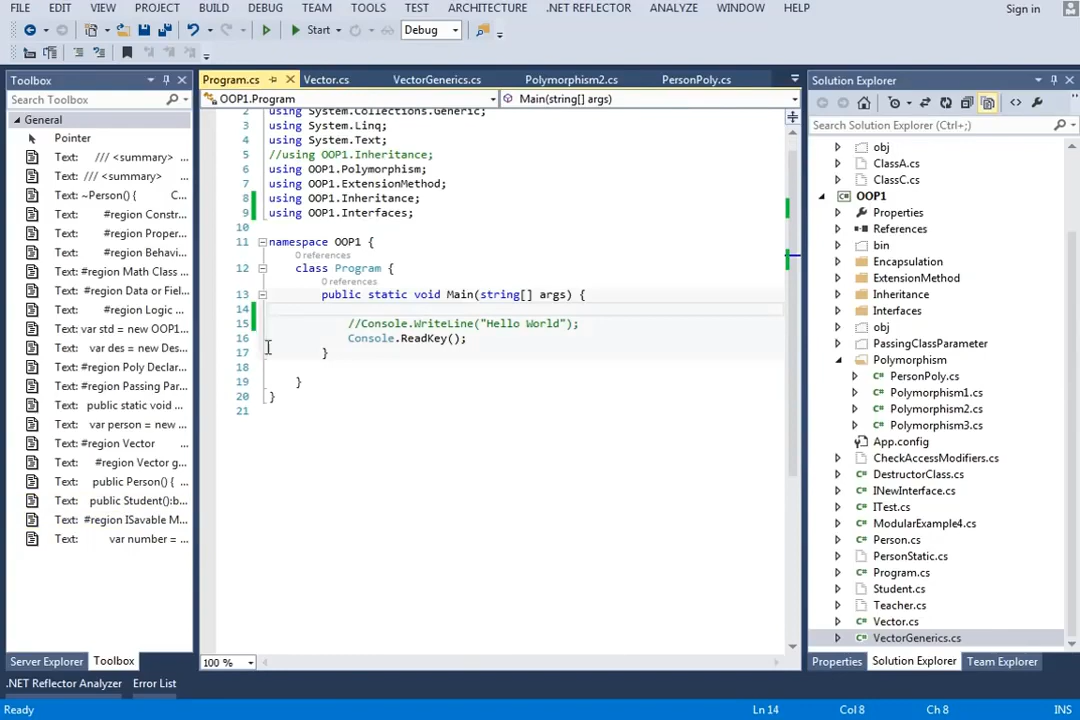 FILE EDIT VIEW PROJECT BUILD DEBUG TEAM TOOLS TEST ARCHITECTURE .NET REFLECTOR ANALYZE WINDOW HELP Sign in
Start Debug
Toolbox
Search Toolbox
General
Pointer
Text: /// <summary> ...
Text: /// <summary> ...
Text: ~Person() { C...
Text: #region Constr...
Text: #region Proper...
Text: #region Behavi...
Text: #region Math Class ...
Text: #region Data or Fiel...
Text: #region Logic ...
Text: var std = new OOP1...
Text: var des = new Des...
Text: #region Poly Declar...
Text: #region Passing Par...
Text: public static void ...
Text: var person = new ...
Text: #region Vector ...
Text: #region Vector g...
Text: public Person() { ...
Text: public Student():b...
Text: #region ISavable M...
Text: var number = ...
Server Explorer Toolbox
Program.cs Vector.cs VectorGenerics.cs Polymorphism2.cs PersonPoly.cs
OOP1.Program Main(string[] args)
2 using System.Collections.Generic;
3 using System.Linq;
4 using System.Text;
5 //using OOP1.Inheritance;
6 using OOP1.Polymorphism;
7 using OOP1.ExtensionMethod;
8 using OOP1.Inheritance;
9 using OOP1.Interfaces;
10
11 namespace OOP1 {
0 references
12 class Program {
0 references
13 public static void Main(string[] args) {
14
15 //Console.WriteLine("Hello World");
16 Console.ReadKey();
17 }
18
19 }
20 }
21
100 %
Solution Explorer
Search Solution Explorer (Ctrl+;)
obj
ClassA.cs
ClassC.cs
OOP1
Properties
References
bin
Encapsulation
ExtensionMethod
Inheritance
Interfaces
obj
PassingClassParameter
Polymorphism
PersonPoly.cs
Polymorphism1.cs
Polymorphism2.cs
Polymorphism3.cs
App.config
CheckAccessModifiers.cs
DestructorClass.cs
INewInterface.cs
ITest.cs
ModularExample4.cs
Person.cs
PersonStatic.cs
Program.cs
Student.cs
Teacher.cs
Vector.cs
VectorGenerics.cs
Properties Solution Explorer Team Explorer
.NET Reflector Analyzer Error List
Ready Ln 14 Col 8 Ch 8 INS